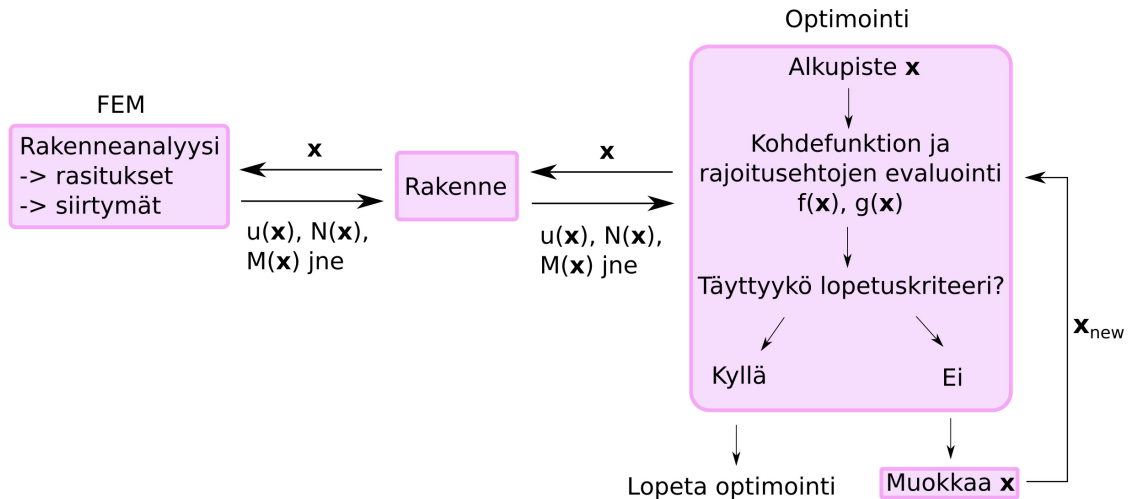 FEM
Rakenneanalyysi
-> rasitukset
-> siirtymät
x
u(x), N(x),
M(x) jne
Rakenne
x
u(x), N(x),
M(x) jne
Optimointi
Alkupiste x
Kohdefunktion ja
rajoitusehtojen evaluointi
f(x), g(x)
Täyttyykö lopetuskriteeri?
Kyllä
Ei
Lopeta optimointi
Muokkaa x
xnew